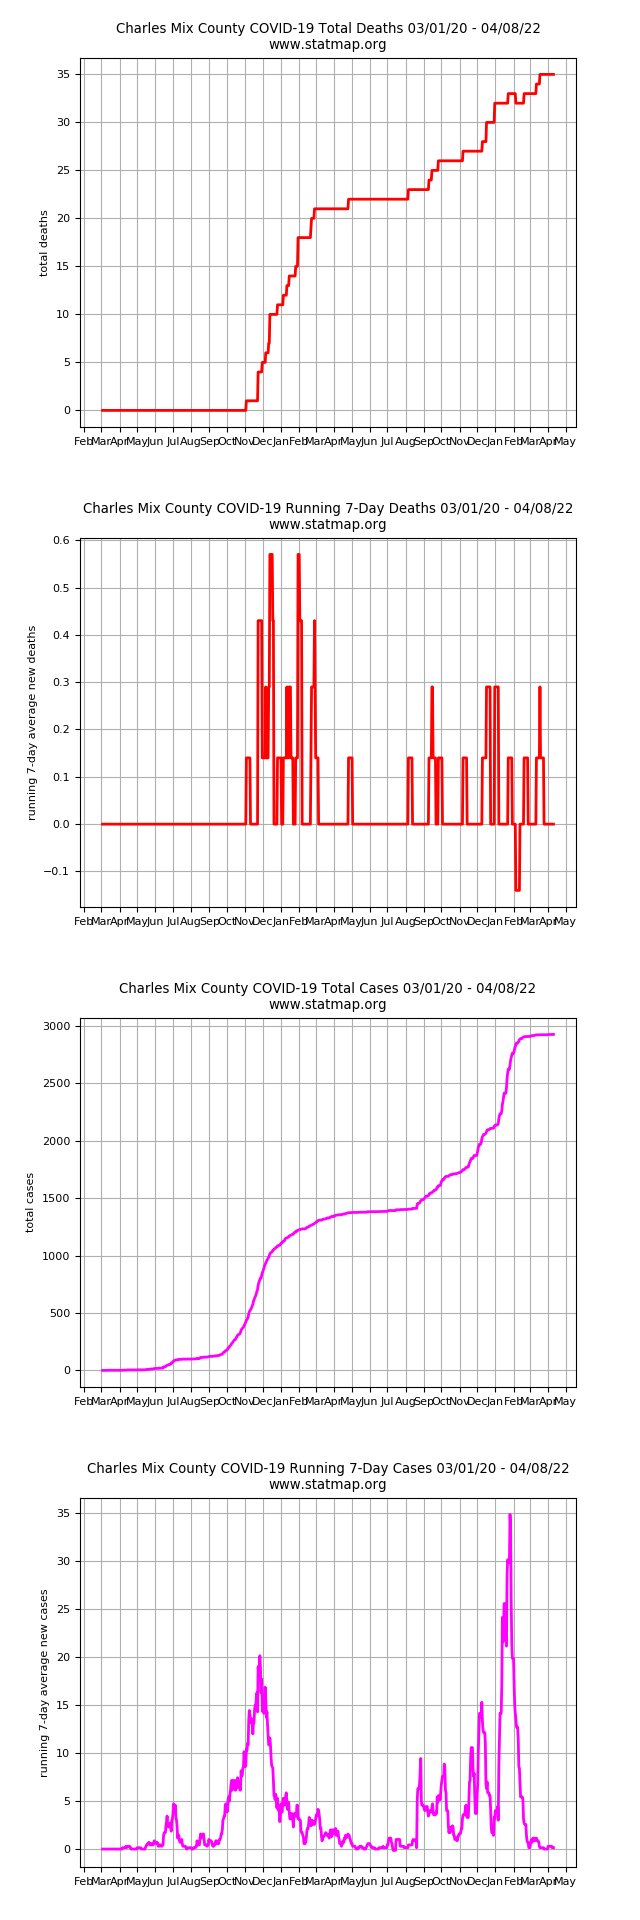 Charles Mix County COVID-19 Total Deaths 03/01/20 - 04/08/22
www.statmap.org
35
30
25
20
15
10
5
0
total deaths
Feb Mar Apr May Jun Jul Aug Sep Oct Nov Dec Jan Feb Mar Apr May Jun Jul Aug Sep Oct Nov Dec Jan Feb Mar Apr May
Charles Mix County COVID-19 Running 7-Day Deaths 03/01/20 - 04/08/22
www.statmap.org
0.6
0.5
0.4
0.3
0.2
0.1
0.0
−0.1
running 7-day average new deaths
Feb Mar Apr May Jun Jul Aug Sep Oct Nov Dec Jan Feb Mar Apr May Jun Jul Aug Sep Oct Nov Dec Jan Feb Mar Apr May
Charles Mix County COVID-19 Total Cases 03/01/20 - 04/08/22
www.statmap.org
3000
2500
2000
1500
1000
500
0
total cases
Feb Mar Apr May Jun Jul Aug Sep Oct Nov Dec Jan Feb Mar Apr May Jun Jul Aug Sep Oct Nov Dec Jan Feb Mar Apr May
Charles Mix County COVID-19 Running 7-Day Cases 03/01/20 - 04/08/22
www.statmap.org
35
30
25
20
15
10
5
0
running 7-day average new cases
Feb Mar Apr May Jun Jul Aug Sep Oct Nov Dec Jan Feb Mar Apr May Jun Jul Aug Sep Oct Nov Dec Jan Feb Mar Apr May